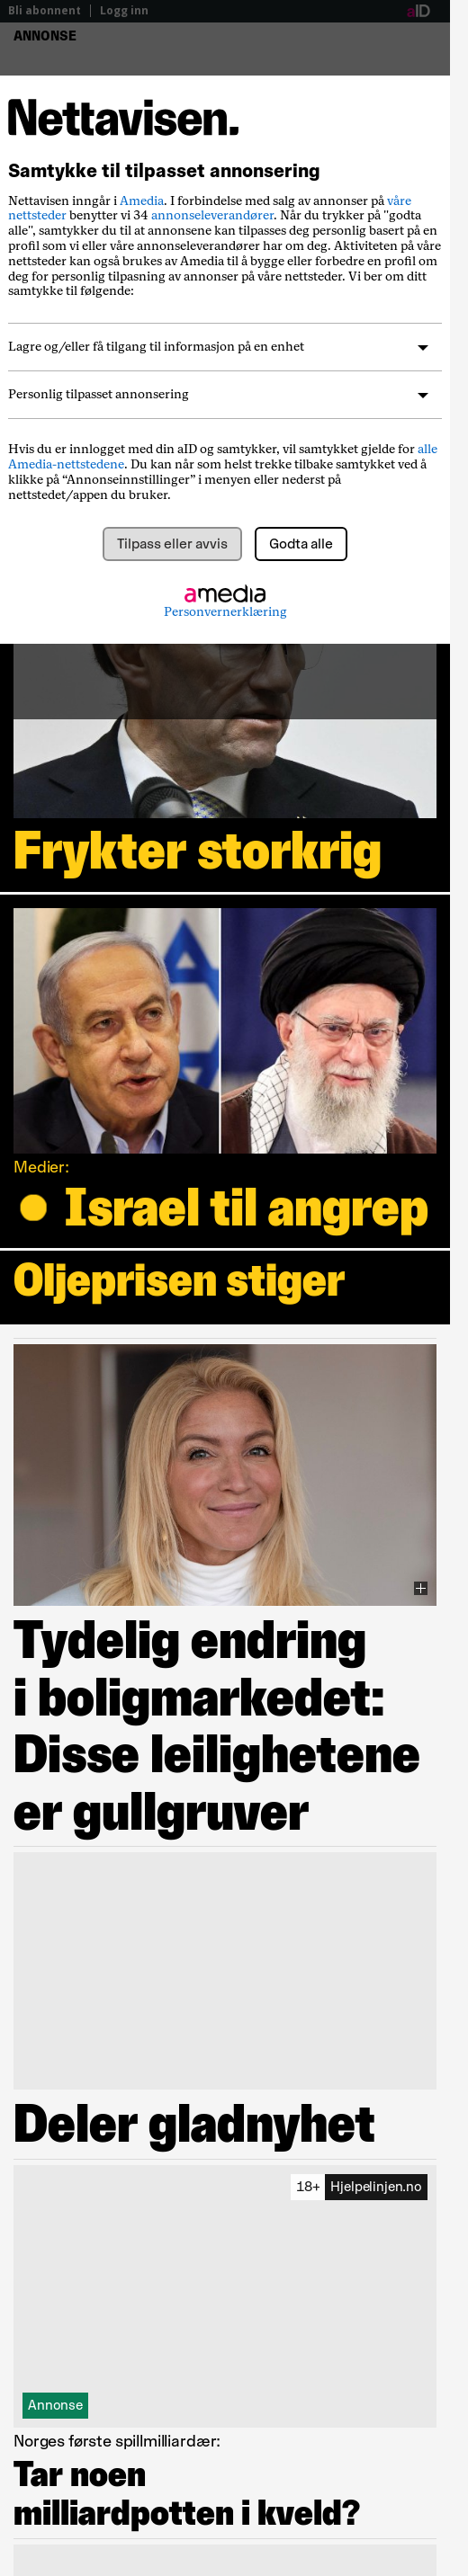 Bli abonnent | Logg inn
aID
ANNONSE
Nettavisen.
Samtykke til tilpasset annonsering
Nettavisen inngår i Amedia. I forbindelse med salg av annonser på våre
nettsteder benytter vi 34 annonseleverandører. Når du trykker på "godta
alle", samtykker du til at annonsene kan tilpasses deg personlig basert på en
profil som vi eller våre annonseleverandører har om deg. Aktiviteten på våre
nettsteder kan også brukes av Amedia til å bygge eller forbedre en profil om
deg for personlig tilpasning av annonser på våre nettsteder. Vi ber om ditt
samtykke til følgende:
Lagre og/eller få tilgang til informasjon på en enhet
Personlig tilpasset annonsering
Hvis du er innlogget med din aID og samtykker, vil samtykket gjelde for alle
Amedia-nettstedene. Du kan når som helst trekke tilbake samtykket ved å
klikke på “Annonseinnstillinger” i menyen eller nederst på
nettstedet/appen du bruker.
Tilpass eller avvis
Godta alle
amedia
Personvernerklæring
Frykter storkrig
Medier:
● Israel til angrep
Oljeprisen stiger
Tydelig endring
i boligmarkedet:
Disse leilighetene
er gullgruver
Deler gladnyhet
18+ Hjelpelinjen.no
Annonse
Norges første spillmilliardær:
Tar noen
milliardpotten i kveld?